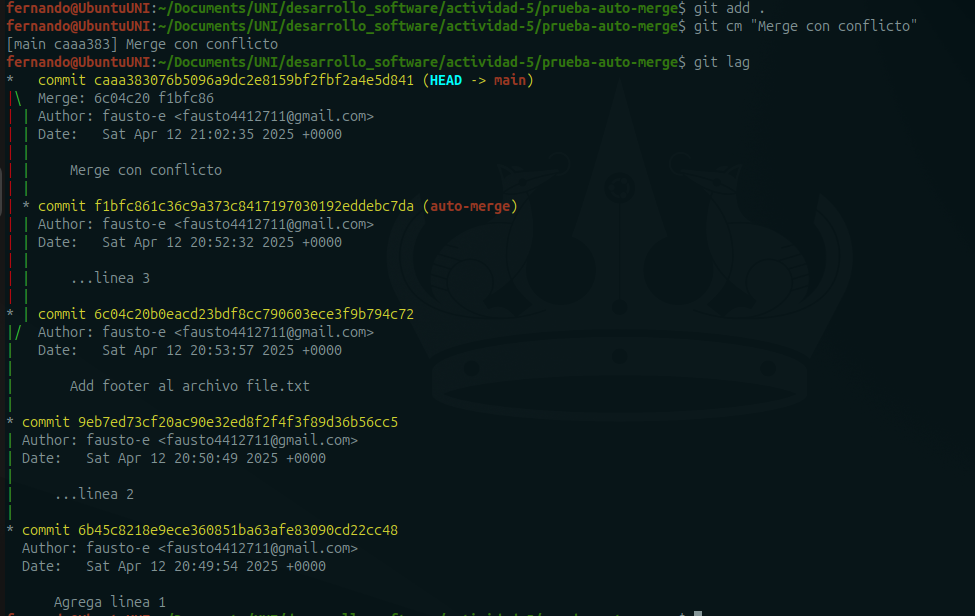 fernando@UbuntuUNI:~/Documents/UNI/desarrollo_software/actividad-5/prueba-auto-merge$ git add .
fernando@UbuntuUNI:~/Documents/UNI/desarrollo_software/actividad-5/prueba-auto-merge$ git cm "Merge con conflicto"
[main caaa383] Merge con conflicto
fernando@UbuntuUNI:~/Documents/UNI/desarrollo_software/actividad-5/prueba-auto-merge$ git lag
*   commit caaa383076b5096a9dc2e8159bf2fbf2a4e5d841 (HEAD -> main)
|\  Merge: 6c04c20 f1bfc86
| | Author: fausto-e <fausto4412711@gmail.com>
| | Date:   Sat Apr 12 21:02:35 2025 +0000
| |
| |     Merge con conflicto
| |
| * commit f1bfc861c36c9a373c8417197030192eddebc7da (auto-merge)
| | Author: fausto-e <fausto4412711@gmail.com>
| | Date:   Sat Apr 12 20:52:32 2025 +0000
| |
| |     ...linea 3
| |
* | commit 6c04c20b0eacd23bdf8cc790603ece3f9b794c72
|/  Author: fausto-e <fausto4412711@gmail.com>
|   Date:   Sat Apr 12 20:53:57 2025 +0000
|
|       Add footer al archivo file.txt
|
* commit 9eb7ed73cf20ac90e32ed8f2f4f3f89d36b56cc5
| Author: fausto-e <fausto4412711@gmail.com>
| Date:   Sat Apr 12 20:50:49 2025 +0000
|
|     ...linea 2
|
* commit 6b45c8218e9ece360851ba63afe83090cd22cc48
  Author: fausto-e <fausto4412711@gmail.com>
  Date:   Sat Apr 12 20:49:54 2025 +0000

      Agrega linea 1